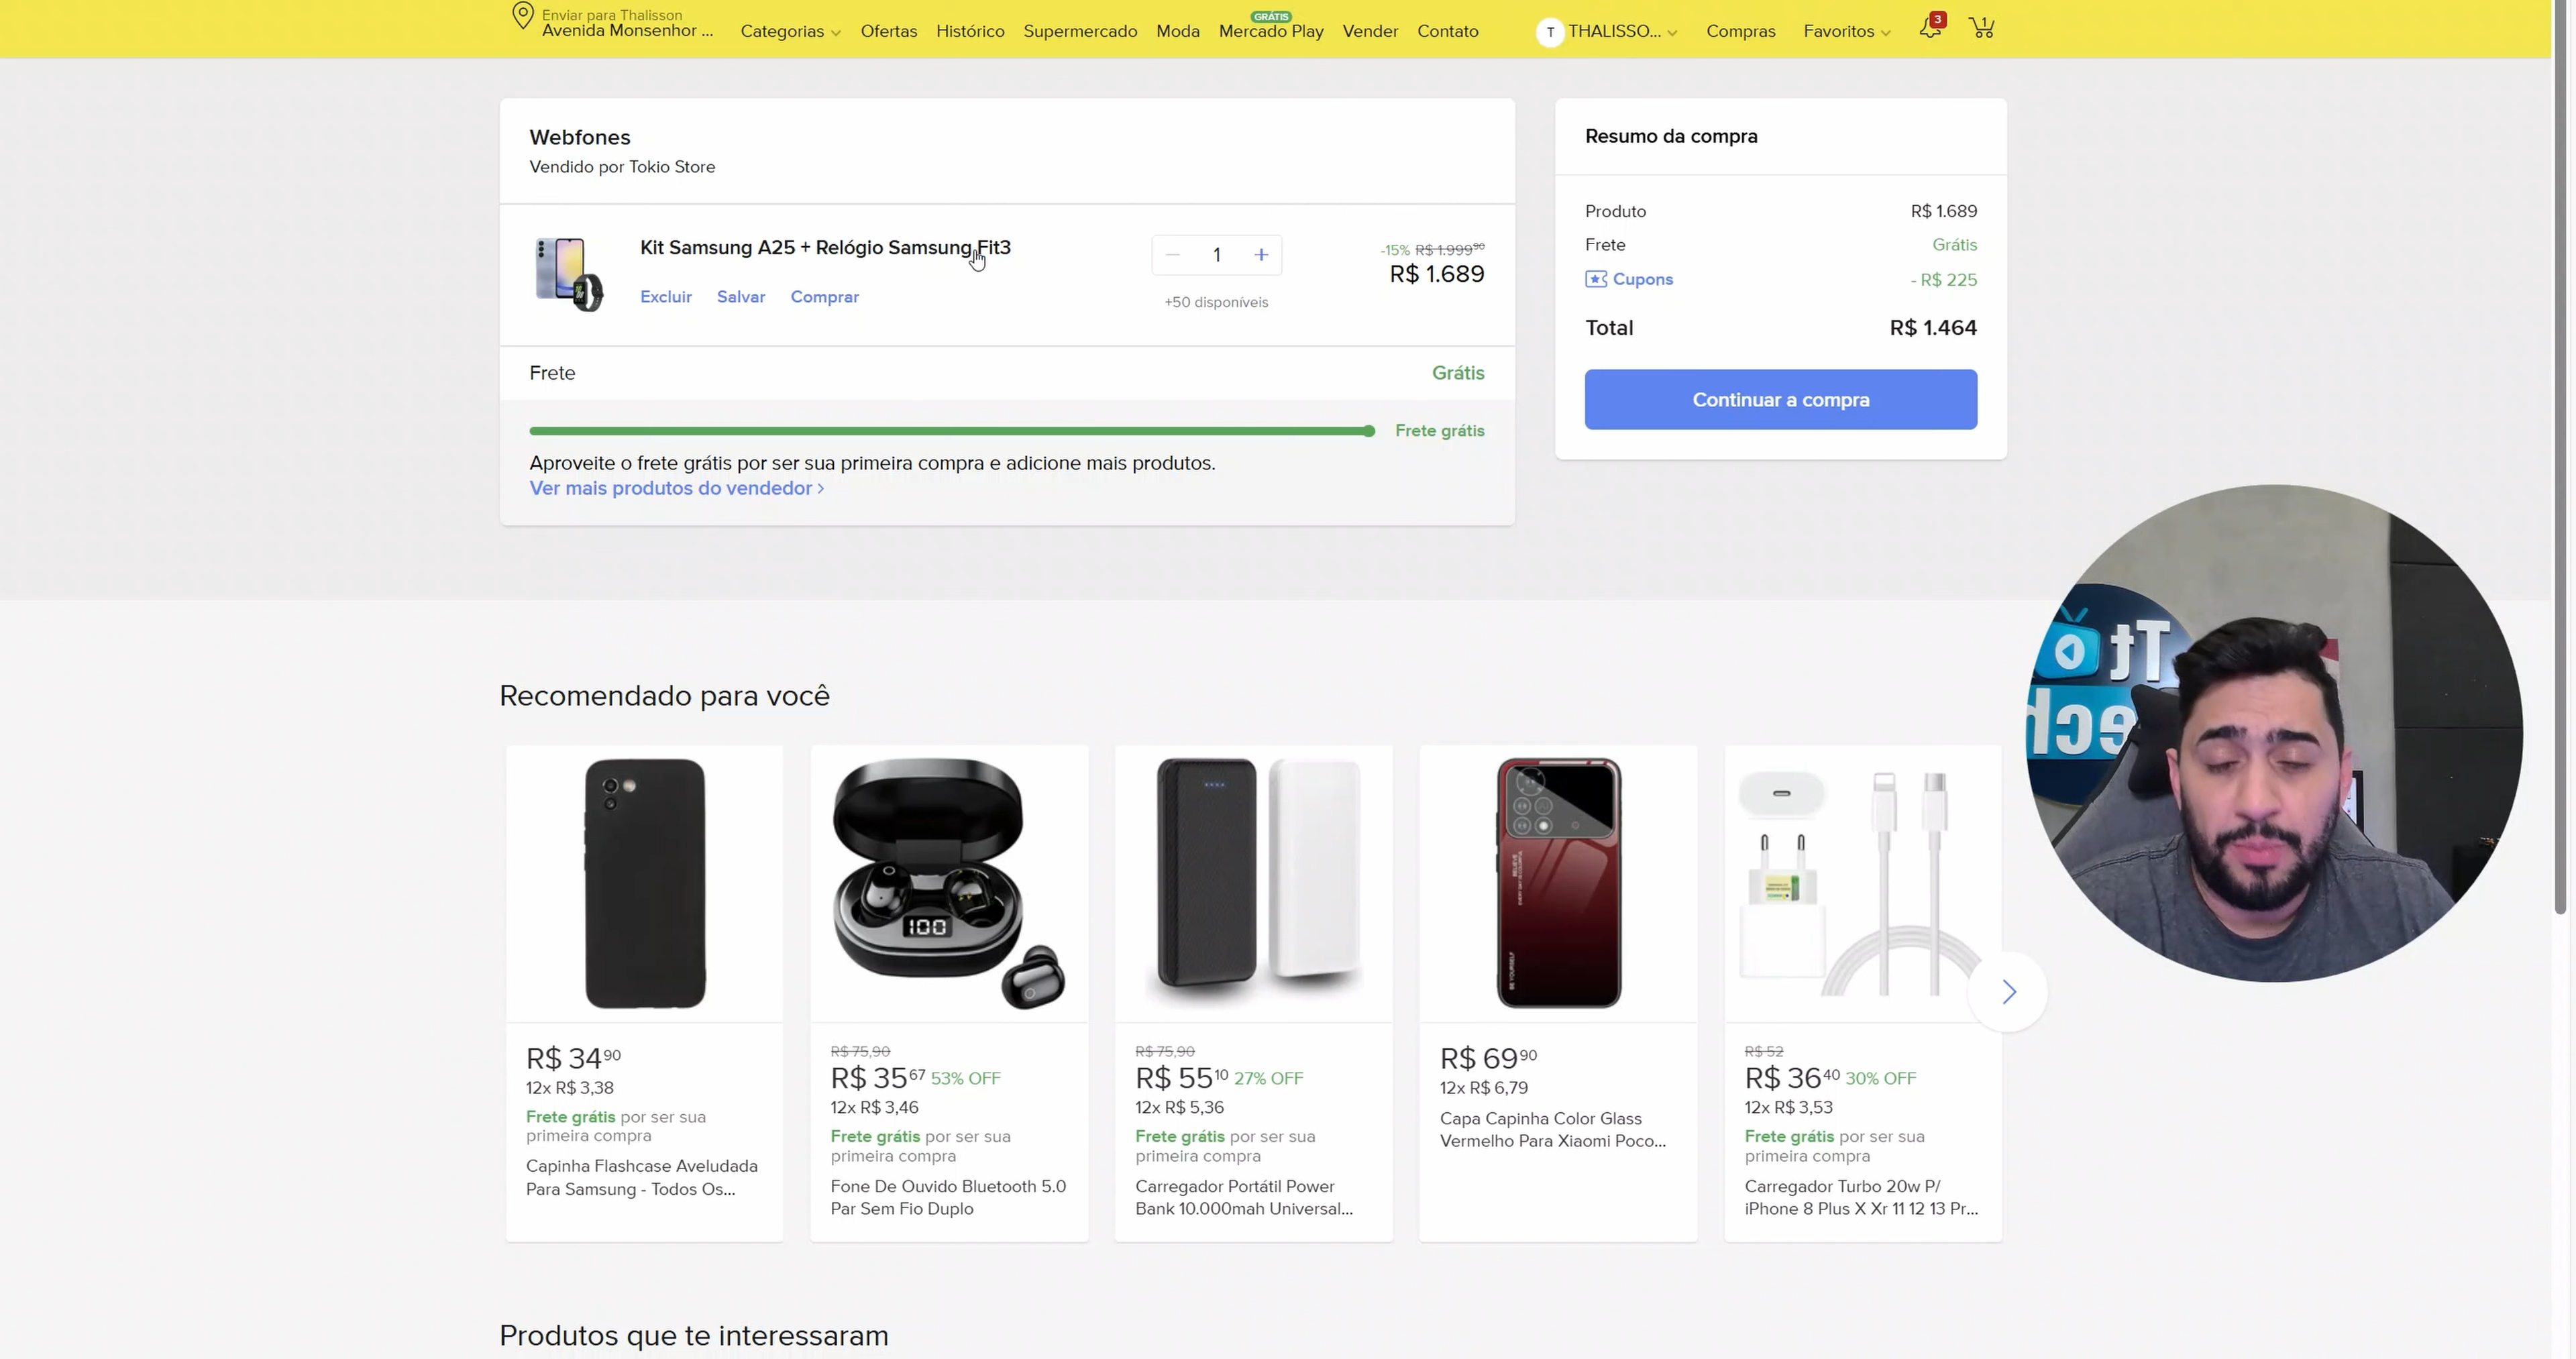 Enviar para Thalisson
Avenida Monsenhor ...
Categorias
Ofertas
Histórico
Supermercado
Moda
GRÁTIS
Mercado Play
Vender
Contato
T
THALISSO...
Compras
Favoritos
3
1
Webfones
Vendido por Tokio Store
Kit Samsung A25 + Relógio Samsung Fit3
Excluir Salvar Comprar
1
+50 disponíveis
-15% R$ 1.999,90
R$ 1.689
Frete Grátis
Frete grátis
Aproveite o frete grátis por ser sua primeira compra e adicione mais produtos.
Ver mais produtos do vendedor
Resumo da compra
Produto R$ 1.689
Frete Grátis
Cupons - R$ 225
Total R$ 1.464
Continuar a compra
TfO
Tech
Recomendado para você
R$ 34,90
12x R$ 3,38
Frete grátis por ser sua
primeira compra
Capinha Flashcase Aveludada
Para Samsung - Todos Os...
100
R$ 75,90
R$ 35,67 53% OFF
12x R$ 3,46
Frete grátis por ser sua
primeira compra
Fone De Ouvido Bluetooth 5.0
Par Sem Fio Duplo
R$ 75,90
R$ 55,10 27% OFF
12x R$ 5,36
Frete grátis por ser sua
primeira compra
Carregador Portátil Power
Bank 10.000mah Universal...
BE YOURSELF
R$ 69,90
12x R$ 6,79
Capa Capinha Color Glass
Vermelho Para Xiaomi Poco...
R$ 52
R$ 36,40 30% OFF
12x R$ 3,53
Frete grátis por ser sua
primeira compra
Carregador Turbo 20w P/
iPhone 8 Plus X Xr 11 12 13 Pr...
Produtos que te interessaram